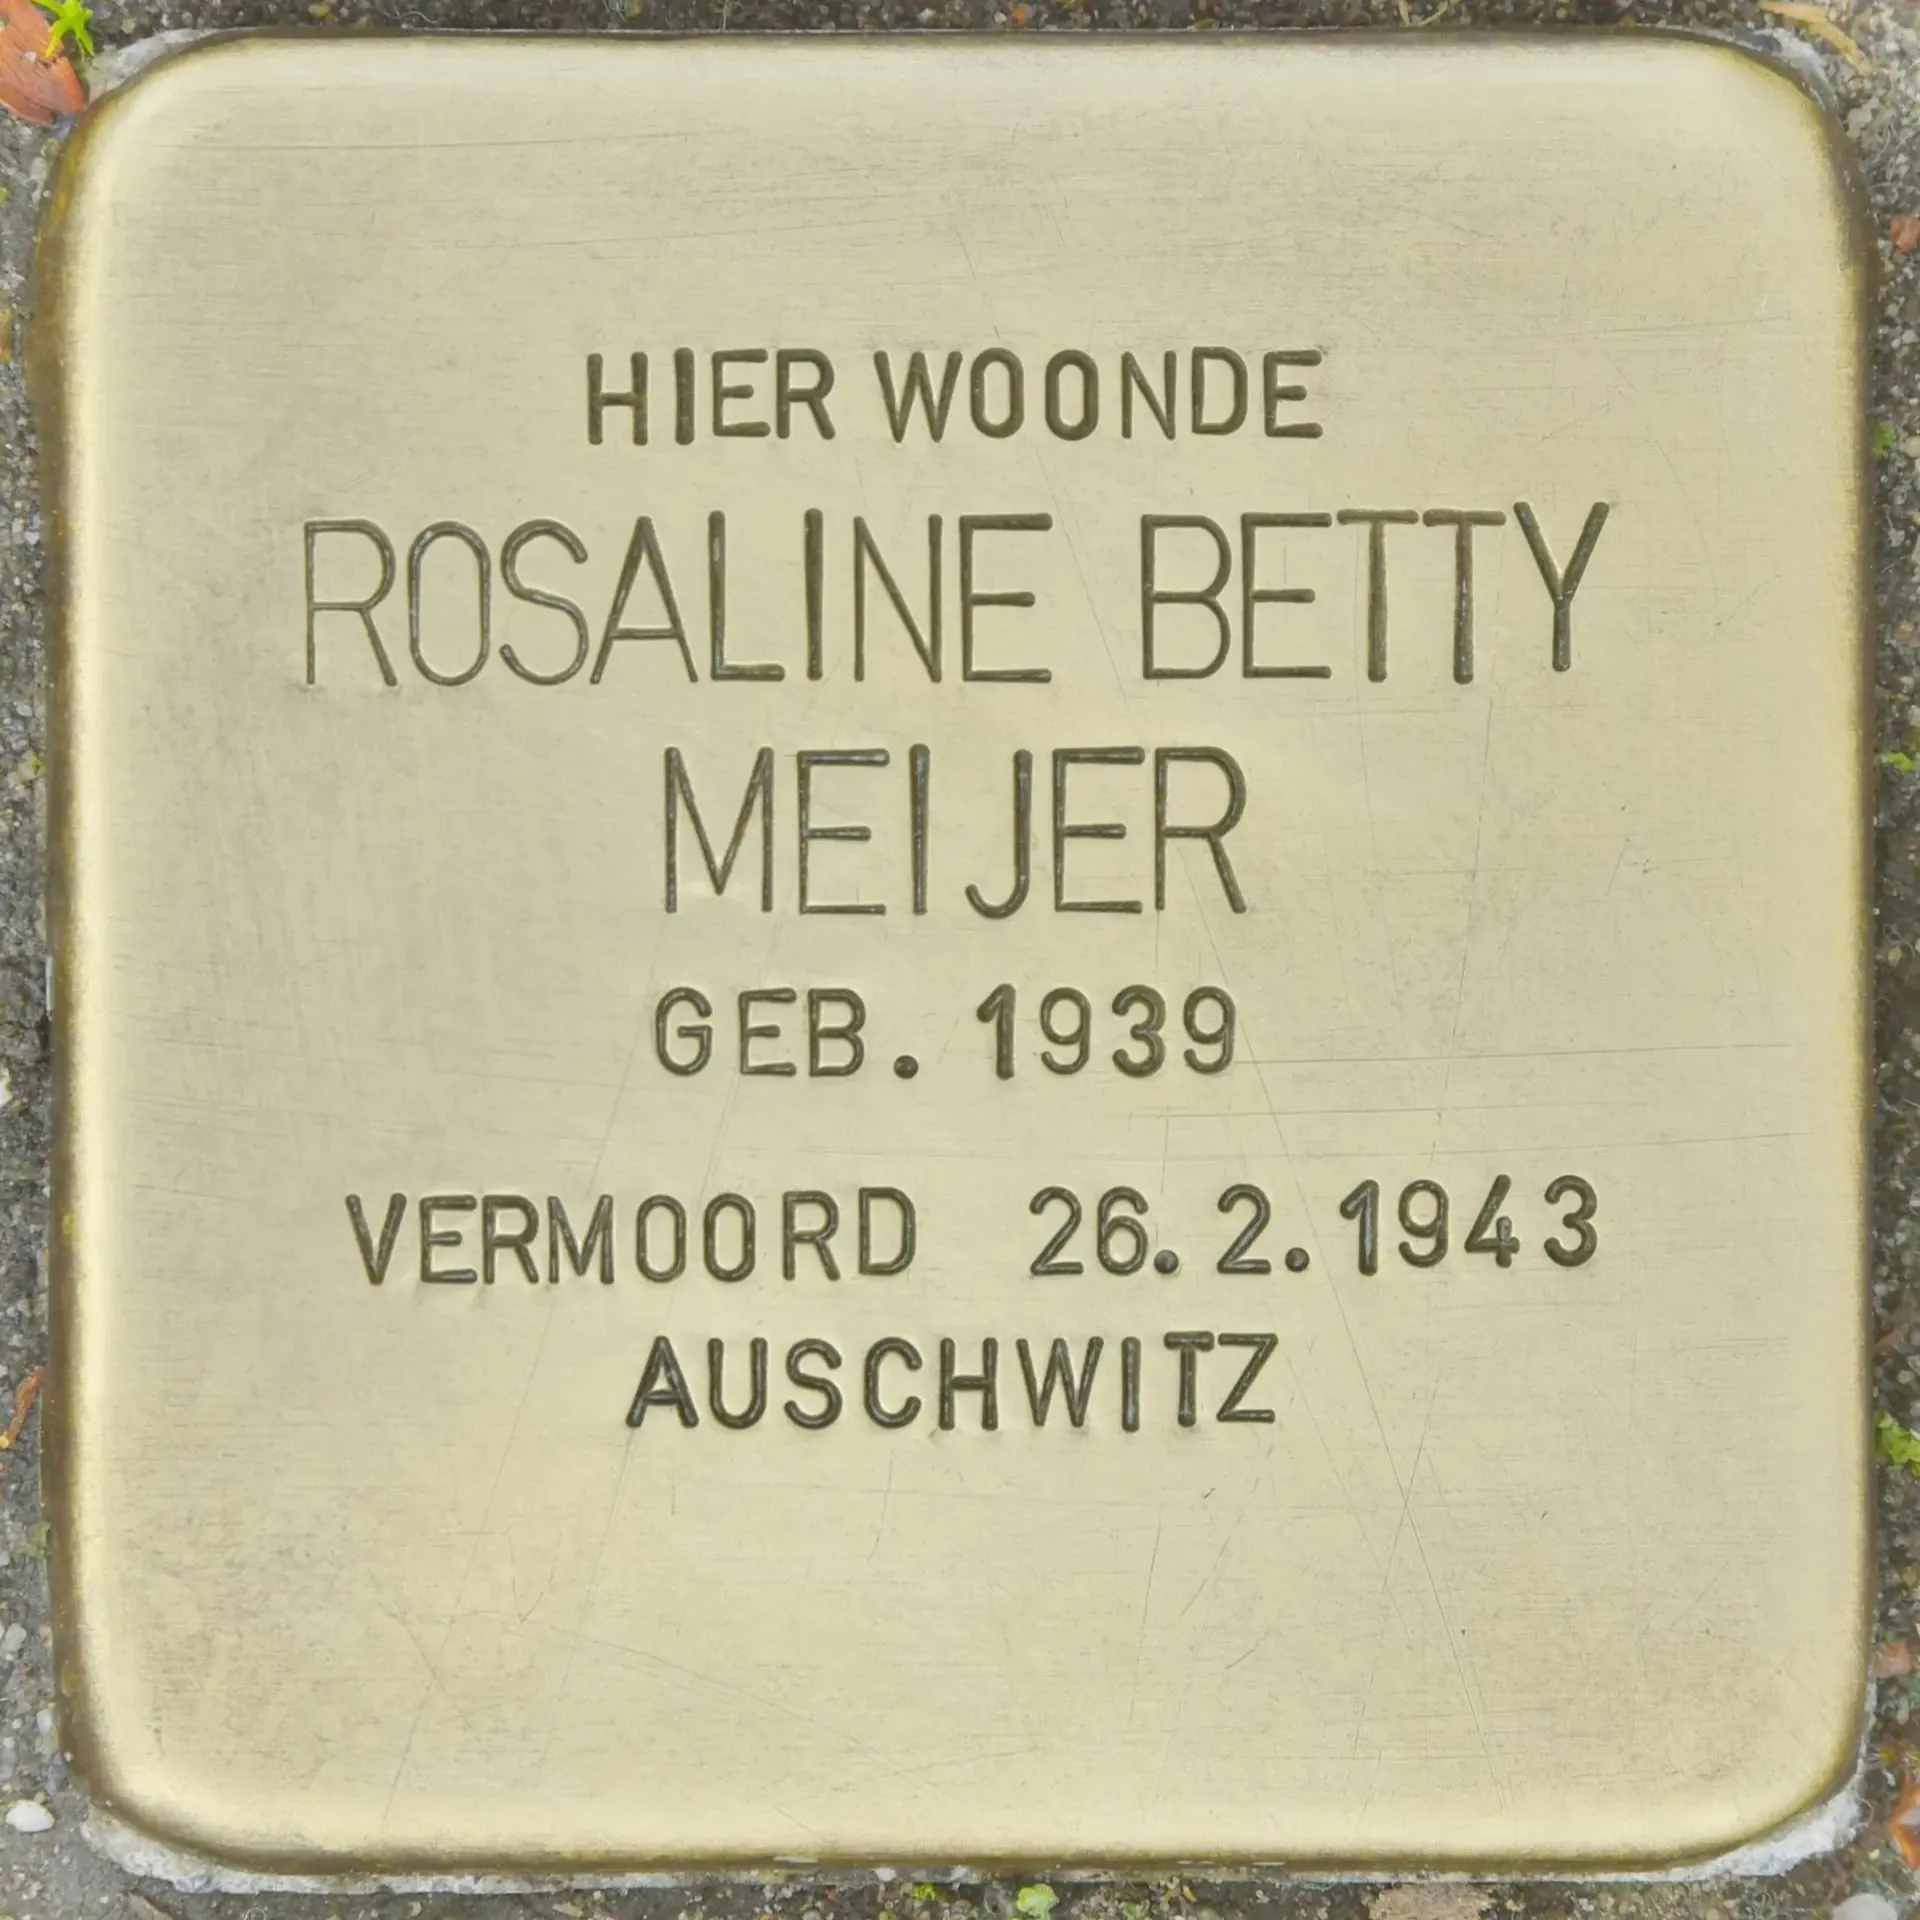 HIER WOONDE
ROSALINE BETTY
MEIJER
GEB. 1939
VERMOORD 26.2.1943
AUSCHWITZ